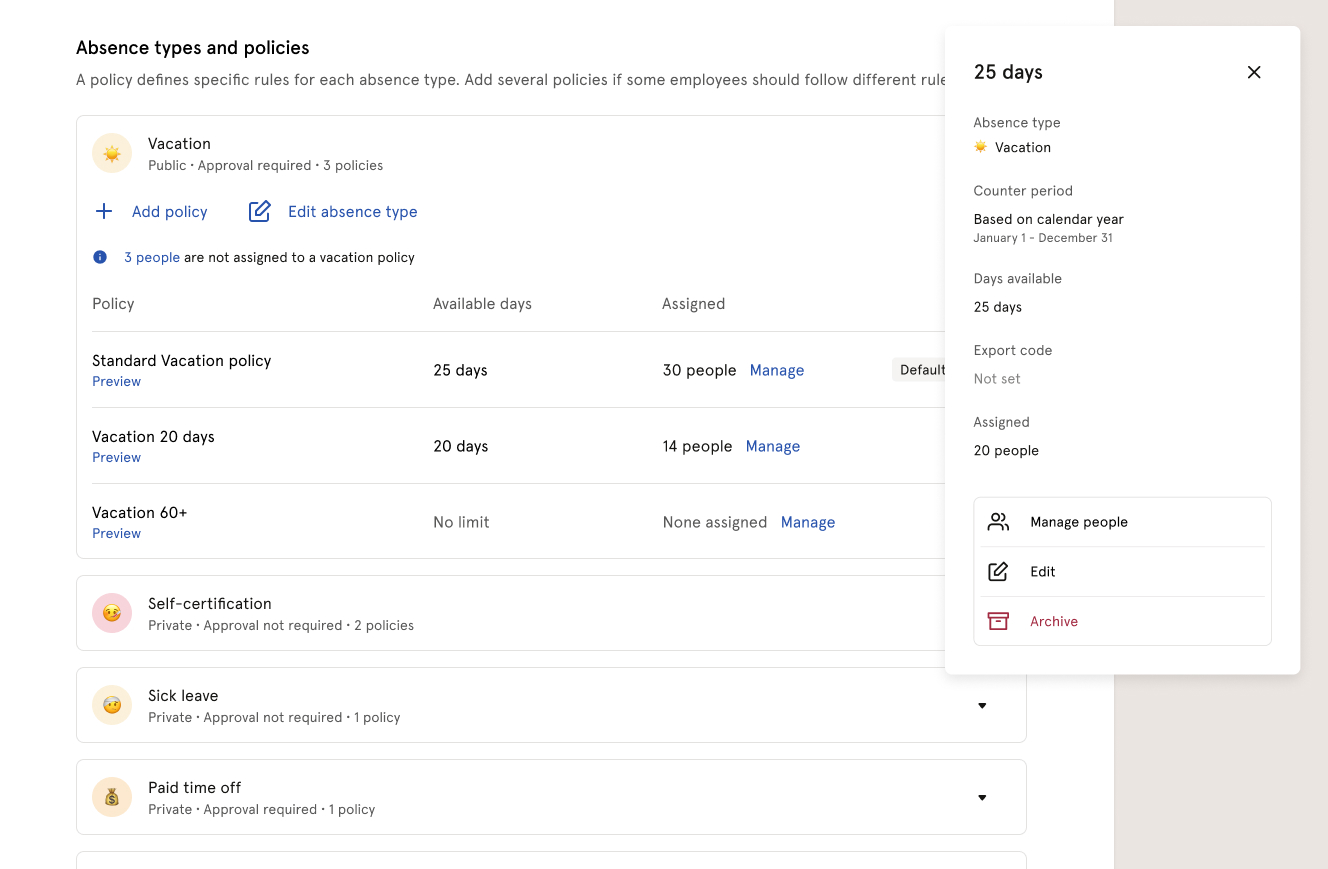 Absence types and policies
A policy defines specific rules for each absence type. Add several policies if some employees should follow different
Vacation
Public · Approval required · 3 policies
Add policy
Edit absence type
3 people are not assigned to a vacation policy
Policy Available days Assigned
Standard Vacation policy
Preview
25 days
30 people Manage
Default
Vacation 20 days
Preview
20 days
14 people Manage
Vacation 60+
Preview
No limit
None assigned Manage
Self-certification
Private · Approval not required · 2 policies
Sick leave
Private · Approval not required · 1 policy
Paid time off
Private · Approval required · 1 policy
25 days
Absence type
Vacation
Counter period
Based on calendar year
January 1 - December 31
Days available
25 days
Export code
Not set
Assigned
20 people
Manage people
Edit
Archive